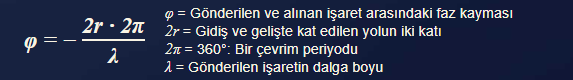 φ = − 2r · 2π / λ
φ = Gönderilen ve alınan işaret arasındaki faz kayması
2r = Gidiş ve gelişte kat edilen yolun iki katı
2π = 360°: Bir çevrim periyodu
λ = Gönderilen işaretin dalga boyu